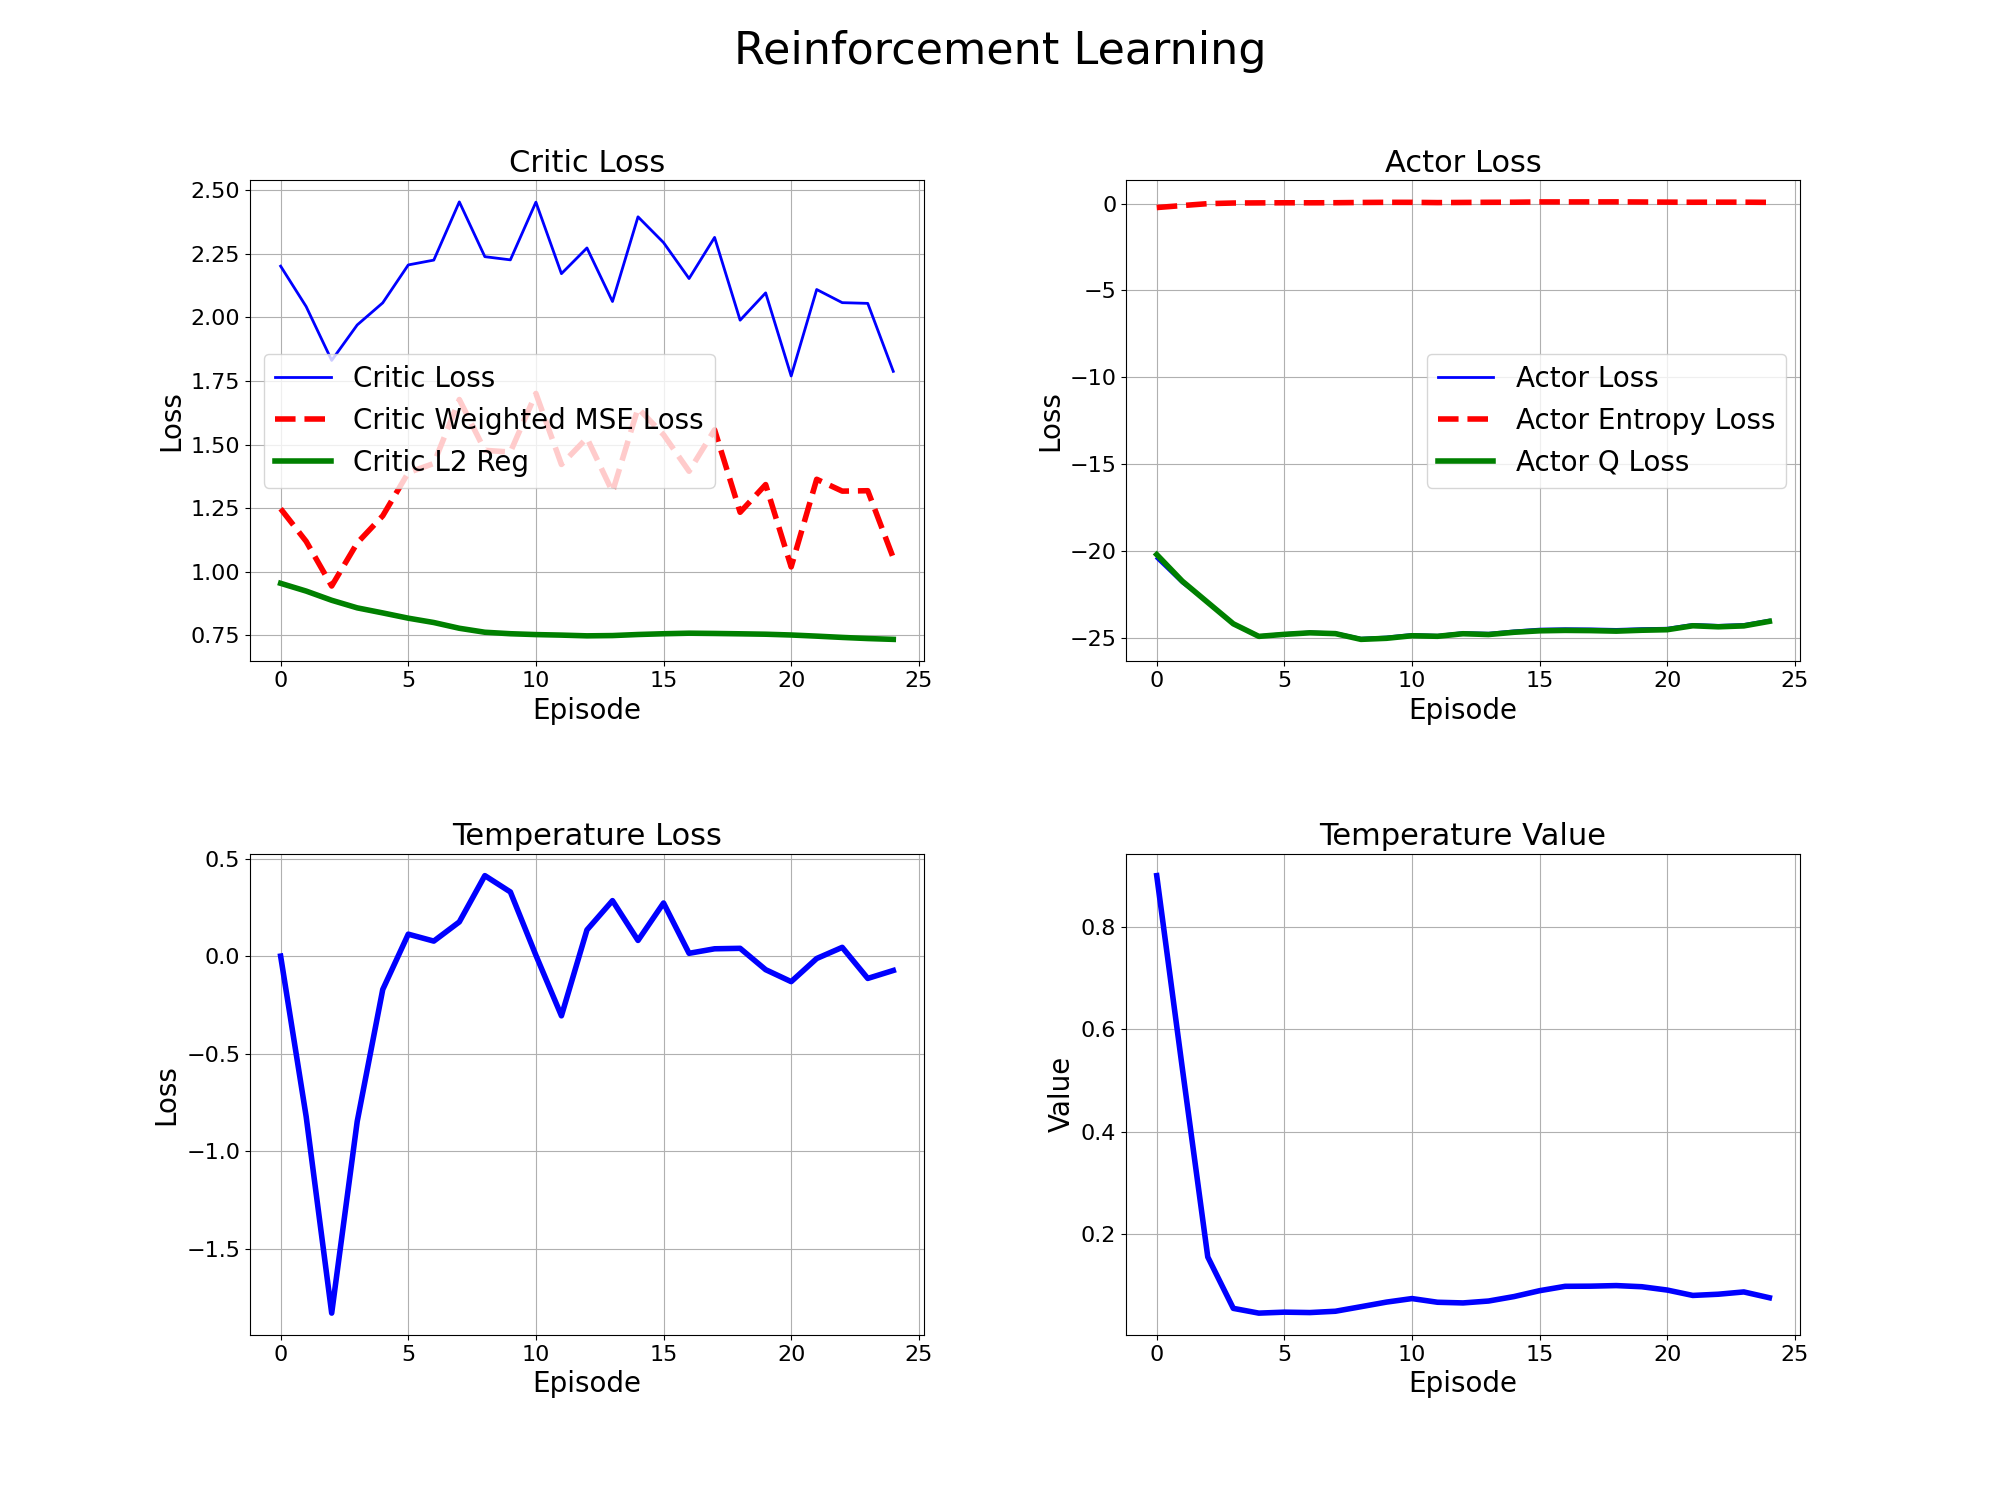 Reinforcement Learning
Critic Loss
2.50
2.25
2.00
1.75
1.50
1.25
1.00
0.75
Loss
Critic Loss
Critic Weighted MSE Loss
Critic L2 Reg
0 5 10 15 20 25
Episode
Actor Loss
0
−5
−10
−15
−20
−25
Loss
Actor Loss
Actor Entropy Loss
Actor Q Loss
0 5 10 15 20 25
Episode
Temperature Loss
0.5
0.0
−0.5
−1.0
−1.5
Loss
0 5 10 15 20 25
Episode
Temperature Value
0.8
0.6
0.4
0.2
Value
0 5 10 15 20 25
Episode